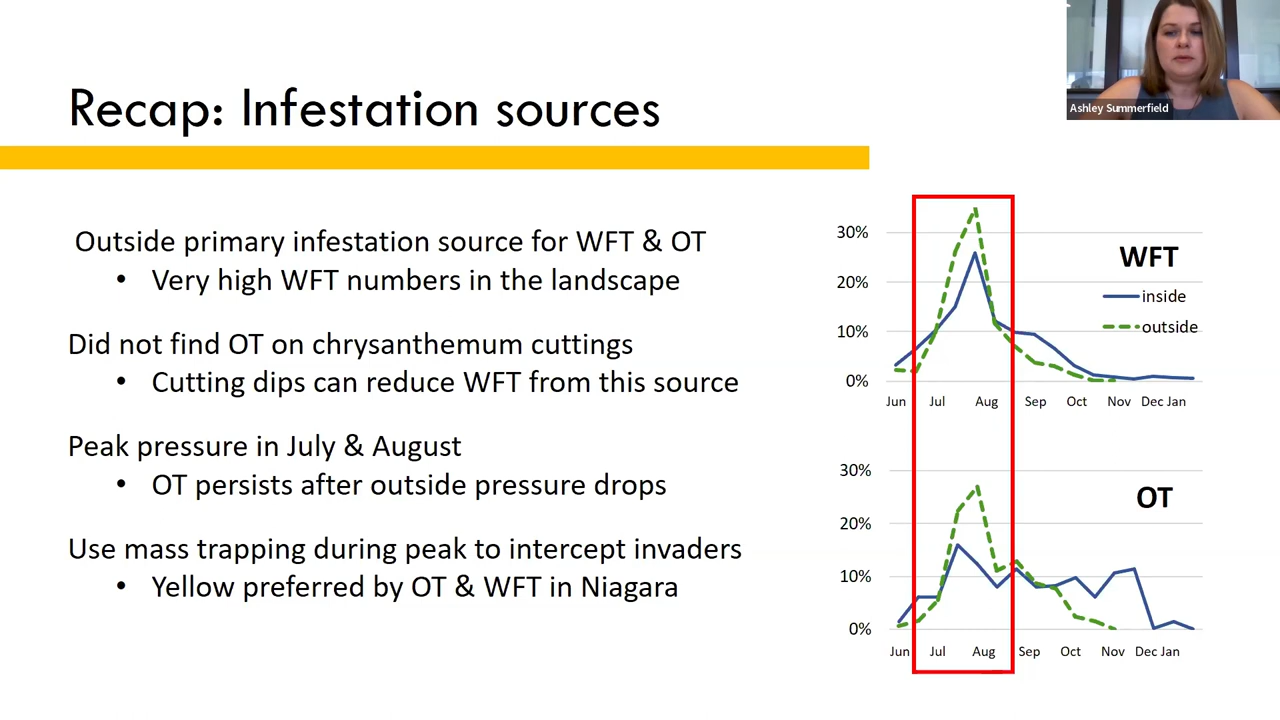 Ashley Summerfield
Recap: Infestation sources
Outside primary infestation source for WFT & OT
• Very high WFT numbers in the landscape
Did not find OT on chrysanthemum cuttings
• Cutting dips can reduce WFT from this source
Peak pressure in July & August
• OT persists after outside pressure drops
Use mass trapping during peak to intercept invaders
• Yellow preferred by OT & WFT in Niagara
WFT
inside
outside
30%
20%
10%
0%
Jun Jul Aug Sep Oct Nov Dec Jan
OT
30%
20%
10%
0%
Jun Jul Aug Sep Oct Nov Dec Jan